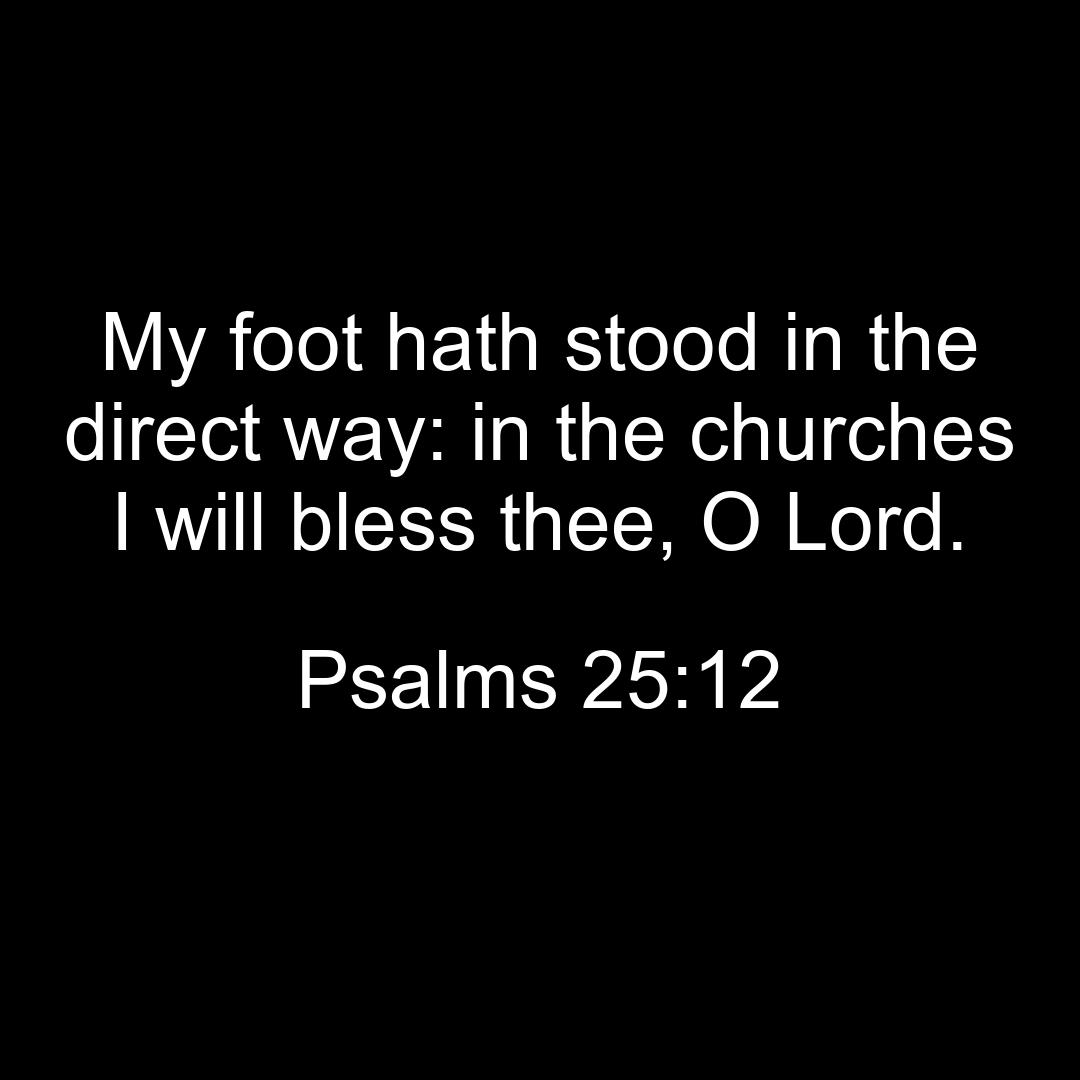 My foot hath stood in the
direct way: in the churches
I will bless thee, O Lord.
Psalms 25:12